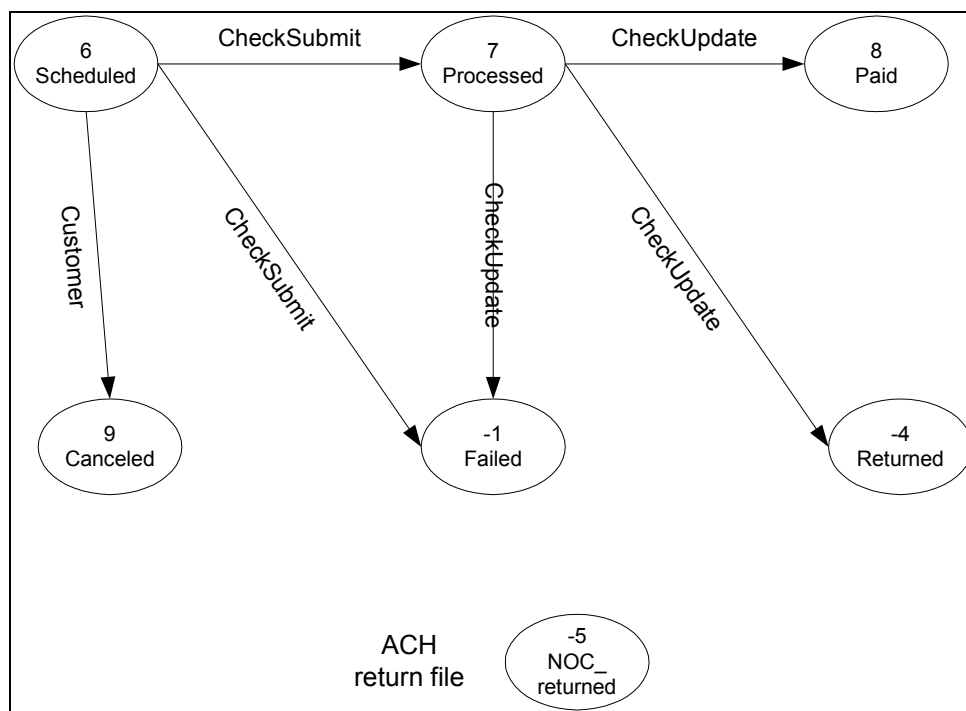 6
Scheduled
CheckSubmit
7
Processed
CheckUpdate
8
Paid
Customer
CheckSubmit
CheckUpdate
CheckUpdate
9
Canceled
-1
Failed
-4
Returned
ACH
return file
-5
NOC_
returned